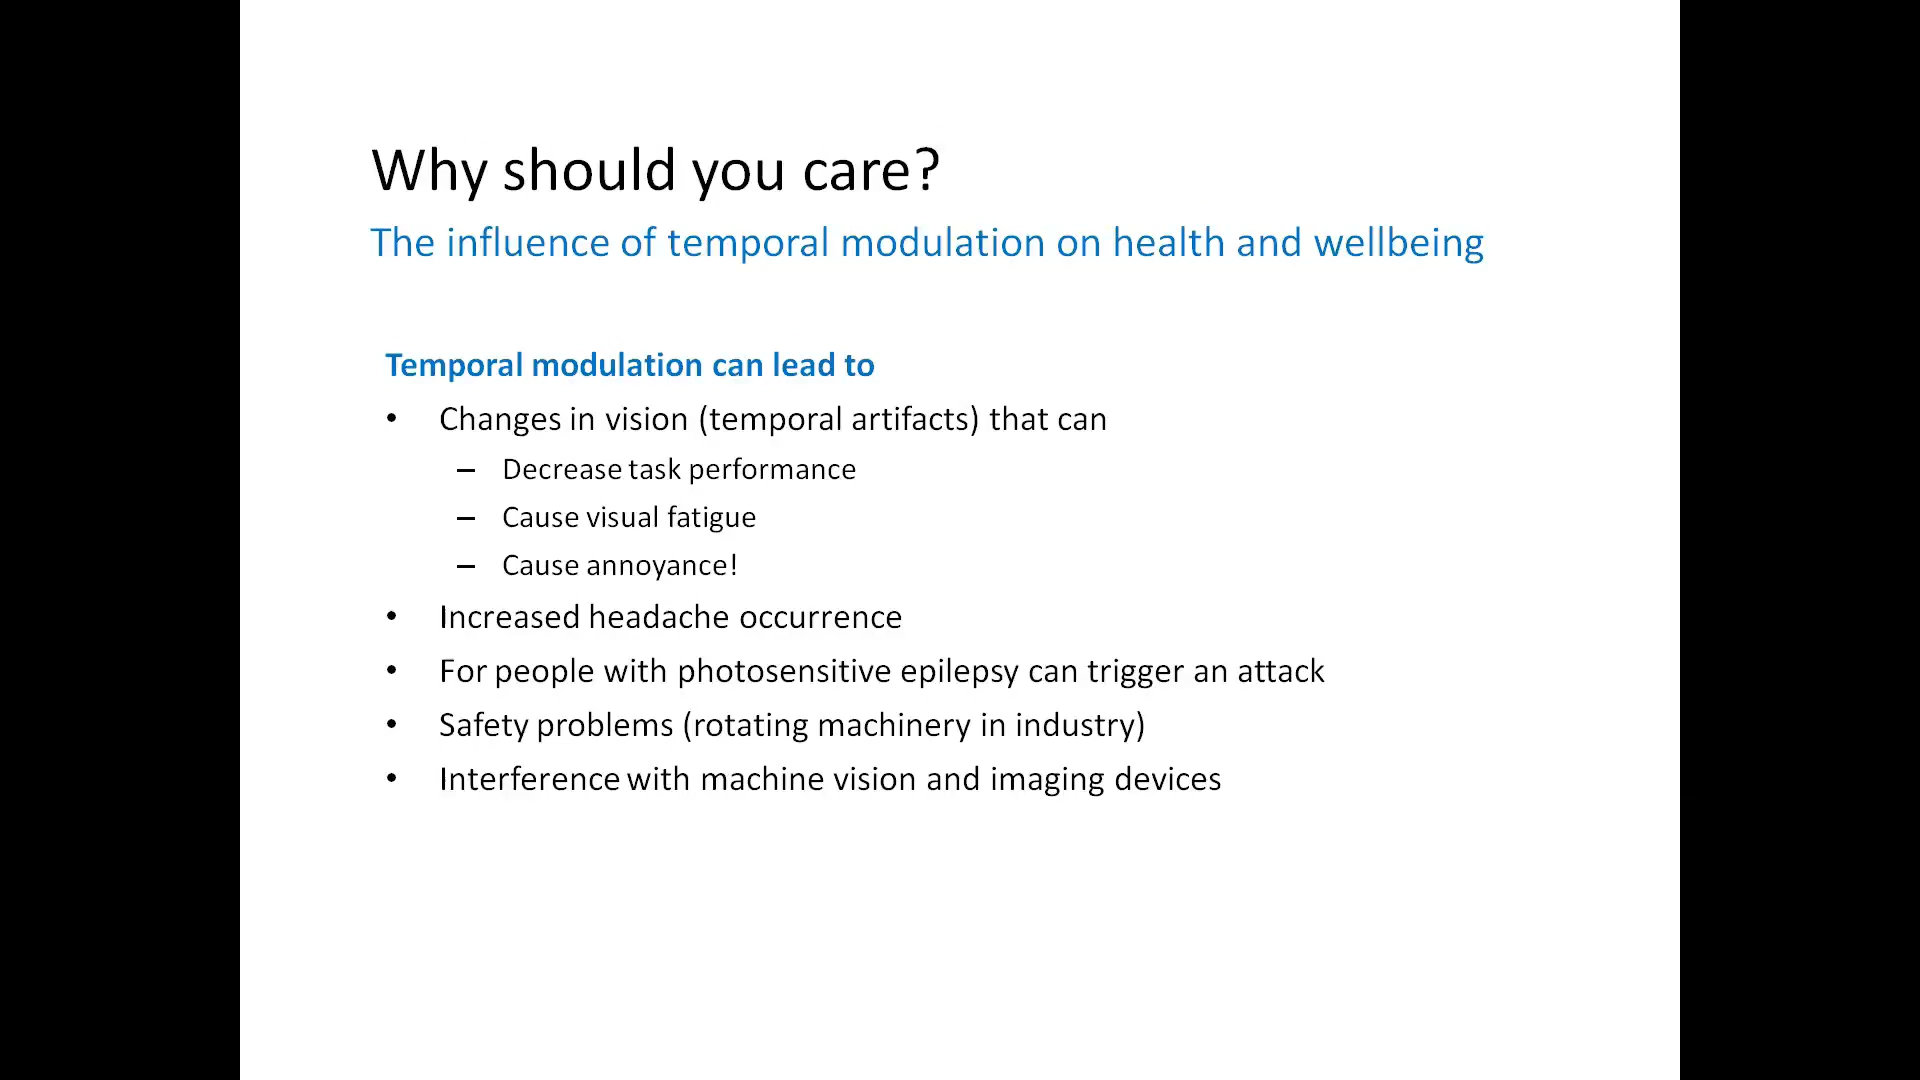 Why should you care?
The influence of temporal modulation on health and wellbeing
Temporal modulation can lead to
• Changes in vision (temporal artifacts) that can
– Decrease task performance
– Cause visual fatigue
– Cause annoyance!
• Increased headache occurrence
• For people with photosensitive epilepsy can trigger an attack
• Safety problems (rotating machinery in industry)
• Interference with machine vision and imaging devices